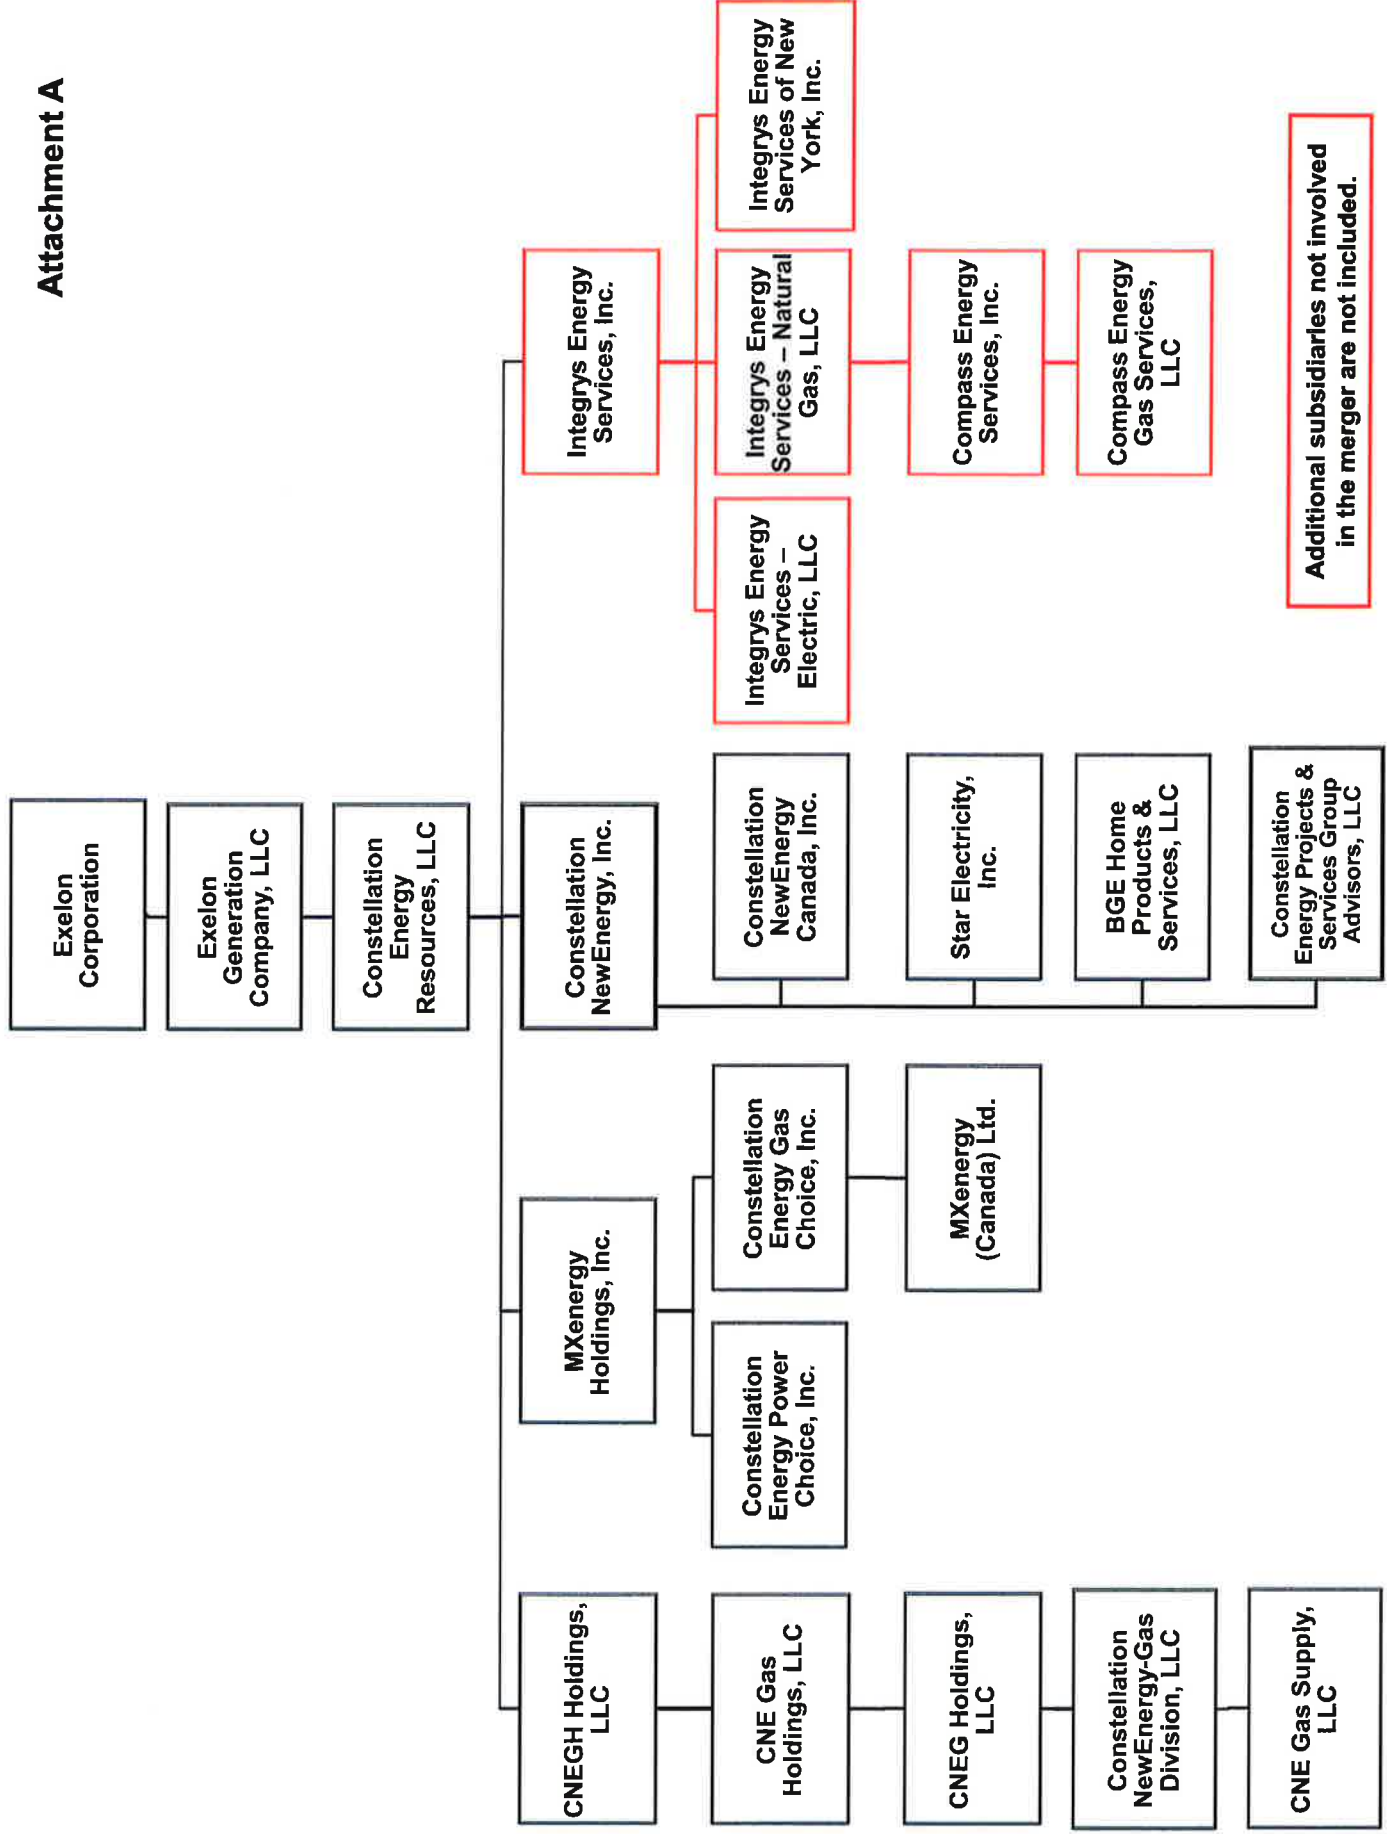 Attachment A
Exelon
Corporation
Exelon
Generation
Company, LLC
Constellation
Energy
Resources, LLC
CNEGH Holdings,
LLC
MXenergy
Holdings, Inc.
Constellation
NewEnergy, Inc.
Integrys Energy
Services, Inc.
CNE Gas
Holdings, LLC
Constellation
Energy Power
Choice, Inc.
Constellation
Energy Gas
Choice, Inc.
Constellation
NewEnergy
Canada, Inc.
Integrys Energy
Services –
Electric, LLC
Integrys Energy
Services – Natural
Gas, LLC
Integrys Energy
Services of New
York, Inc.
CNEG Holdings,
LLC
MXenergy
(Canada) Ltd.
Star Electricity,
Inc.
Compass Energy
Services, Inc.
Constellation
NewEnergy-Gas
Division, LLC
BGE Home
Products &
Services, LLC
Compass Energy
Gas Services,
LLC
CNE Gas Supply,
LLC
Constellation
Energy Projects &
Services Group
Advisors, LLC
Additional subsidiaries not involved
in the merger are not included.